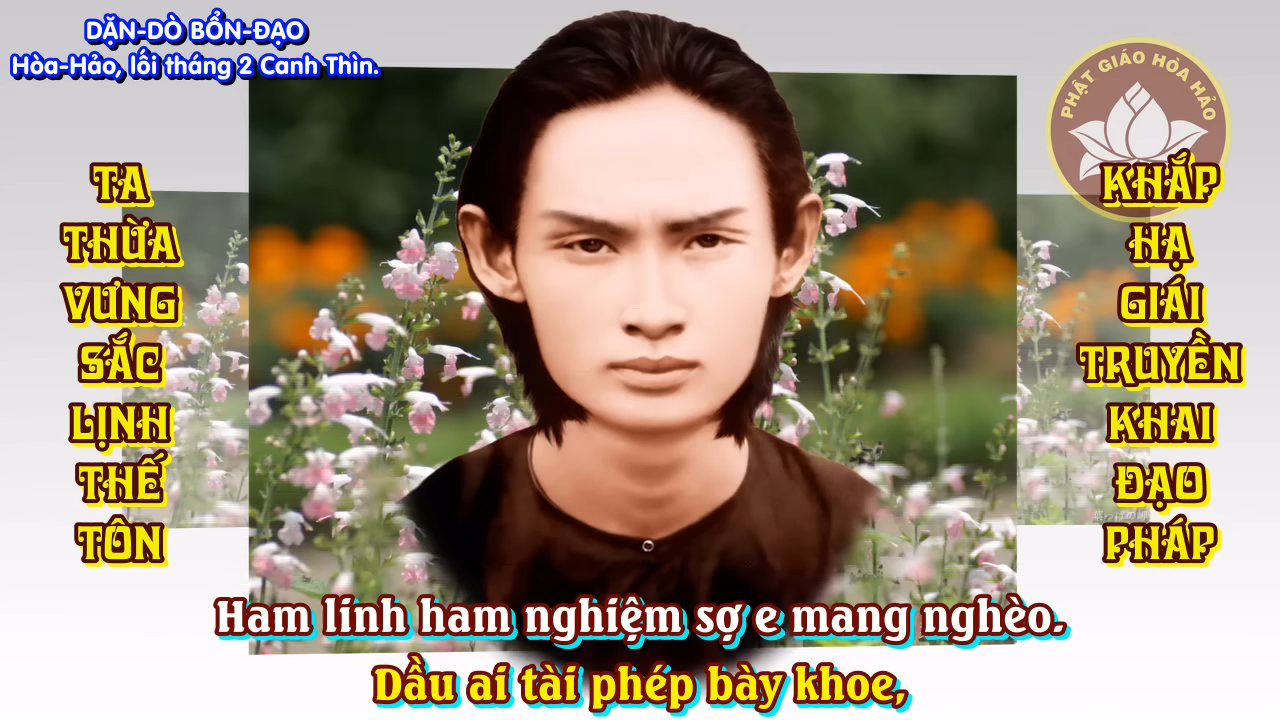 DẶN-DÒ BỔN-ĐẠO
Hòa-Hảo, lối tháng 2 Canh Thìn.
PHẬT GIÁO HÒA HẢO
TA
THỪA
VƯNG
SẮC
LỊNH
THẾ
TÔN
KHẮP
HẠ
GIÁI
TRUYỀN
KHAI
ĐẠO
PHÁP
Ham linh ham nghiệm sợ e mang nghèo.
Dầu ai tài phép bày khoe,